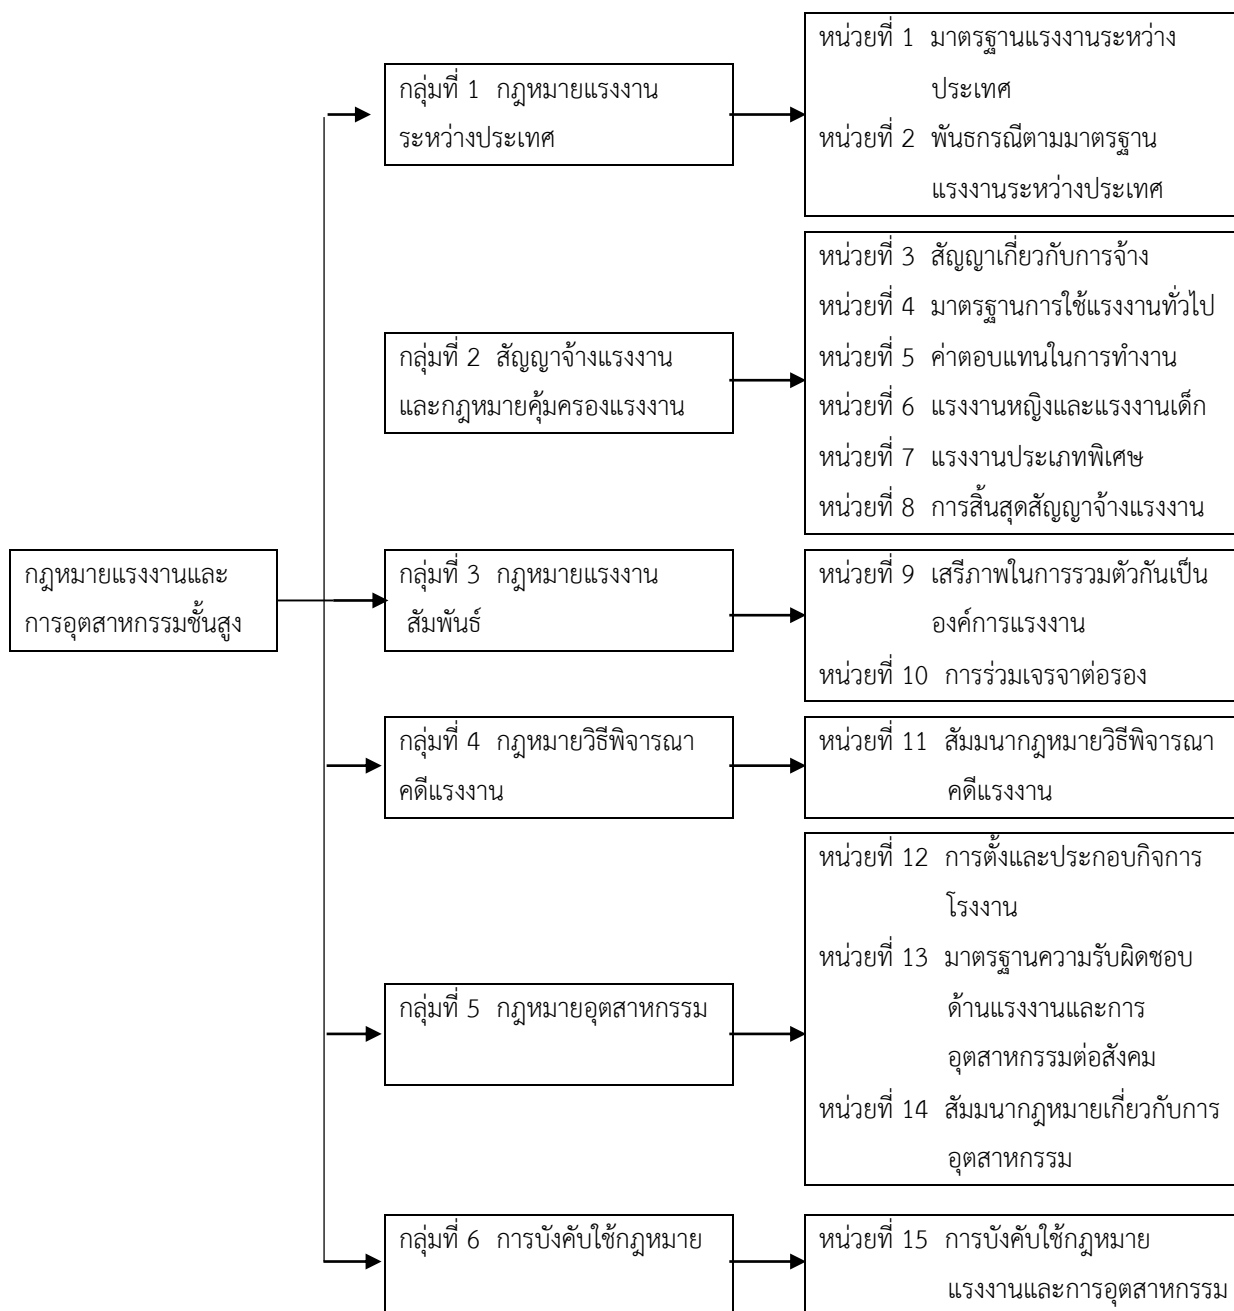 กฎหมายแรงงานและ
การอุตสาหกรรมชั้นสูง
กลุ่มที่ 1 กฎหมายแรงงาน
ระหว่างประเทศ
หน่วยที่ 1 มาตรฐานแรงงานระหว่าง
ประเทศ
หน่วยที่ 2 พันธกรณีตามมาตรฐาน
แรงงานระหว่างประเทศ
กลุ่มที่ 2 สัญญาจ้างแรงงาน
และกฎหมายคุ้มครองแรงงาน
หน่วยที่ 3 สัญญาเกี่ยวกับการจ้าง
หน่วยที่ 4 มาตรฐานการใช้แรงงานทั่วไป
หน่วยที่ 5 ค่าตอบแทนในการทำงาน
หน่วยที่ 6 แรงงานหญิงและแรงงานเด็ก
หน่วยที่ 7 แรงงานประเภทพิเศษ
หน่วยที่ 8 การสิ้นสุดสัญญาจ้างแรงงาน
กลุ่มที่ 3 กฎหมายแรงงาน
สัมพันธ์
หน่วยที่ 9 เสรีภาพในการรวมตัวกันเป็น
องค์การแรงงาน
หน่วยที่ 10 การร่วมเจรจาต่อรอง
กลุ่มที่ 4 กฎหมายวิธีพิจารณา
คดีแรงงาน
หน่วยที่ 11 สัมมนากฎหมายวิธีพิจารณา
คดีแรงงาน
กลุ่มที่ 5 กฎหมายอุตสาหกรรม
หน่วยที่ 12 การตั้งและประกอบกิจการ
โรงงาน
หน่วยที่ 13 มาตรฐานความรับผิดชอบ
ด้านแรงงานและการ
อุตสาหกรรมต่อสังคม
หน่วยที่ 14 สัมมนากฎหมายเกี่ยวกับการ
อุตสาหกรรม
กลุ่มที่ 6 การบังคับใช้กฎหมาย
หน่วยที่ 15 การบังคับใช้กฎหมาย
แรงงานและการอุตสาหกรรม